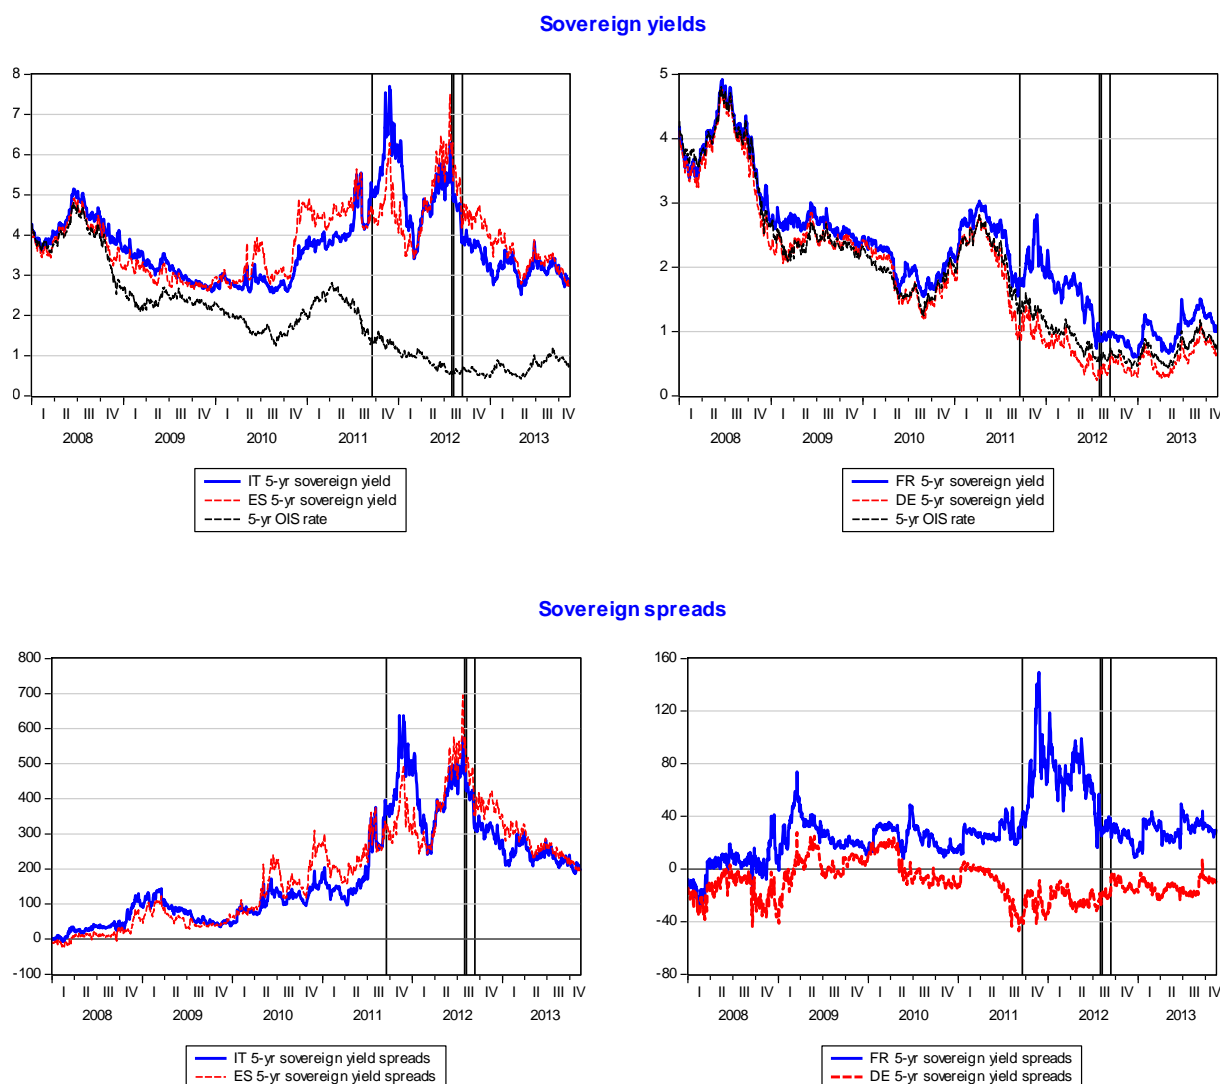 Sovereign yields
8
7
6
5
4
3
2
1
0
I II III IV I II III IV I II III IV I II III IV I II III IV I II III IV
2008 2009 2010 2011 2012 2013
IT 5-yr sovereign yield
ES 5-yr sovereign yield
5-yr OIS rate
5
4
3
2
1
0
I II III IV I II III IV I II III IV I II III IV I II III IV I II III IV
2008 2009 2010 2011 2012 2013
FR 5-yr sovereign yield
DE 5-yr sovereign yield
5-yr OIS rate
Sovereign spreads
800
700
600
500
400
300
200
100
0
-100
I II III IV I II III IV I II III IV I II III IV I II III IV I II III IV
2008 2009 2010 2011 2012 2013
IT 5-yr sovereign yield spreads
ES 5-yr sovereign yield spreads
160
120
80
40
0
-40
-80
I II III IV I II III IV I II III IV I II III IV I II III IV I II III IV
2008 2009 2010 2011 2012 2013
FR 5-yr sovereign yield spreads
DE 5-yr sovereign yield spreads